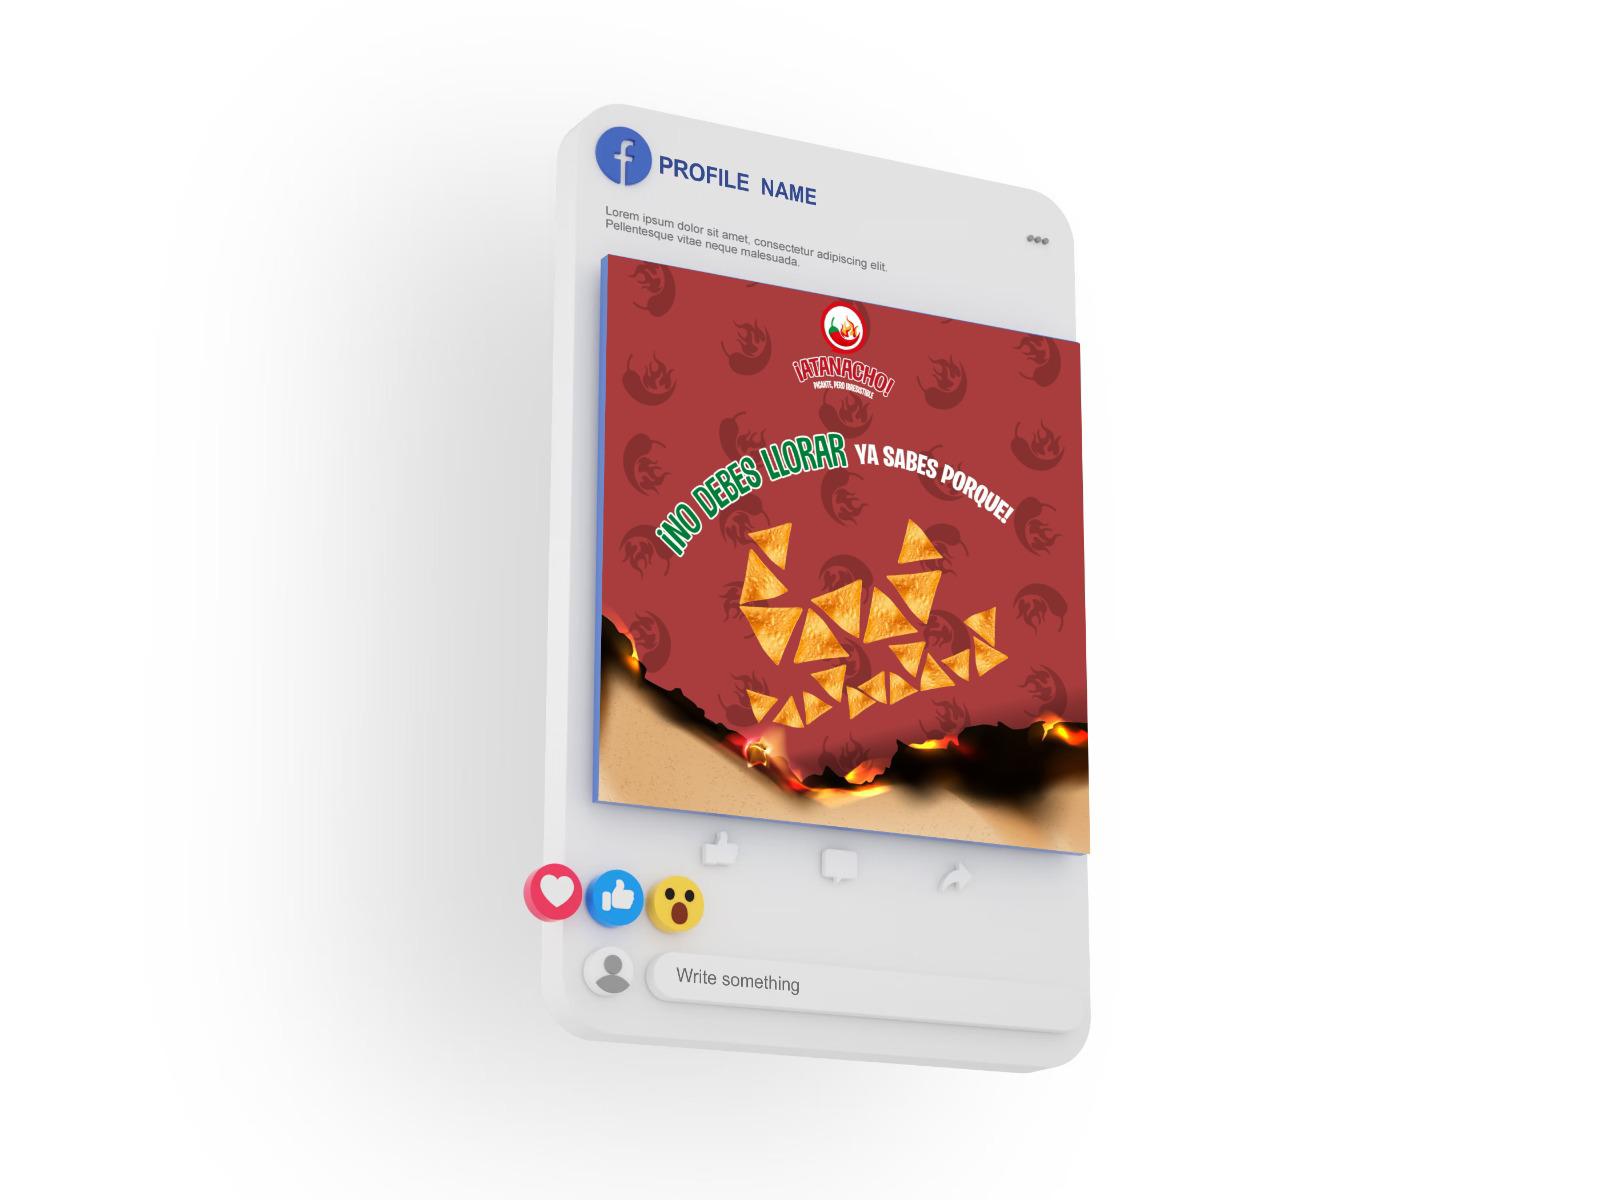 PROFILE NAME
Lorem ipsum dolor sit amet, consectetur adipiscing elit.
Pellentesque vitae neque malesuada.
¡ATANACHO!
PICANTE, PERO IRRESISTIBLE
¡NO DEBES LLORAR YA SABES PORQUE!
Write something